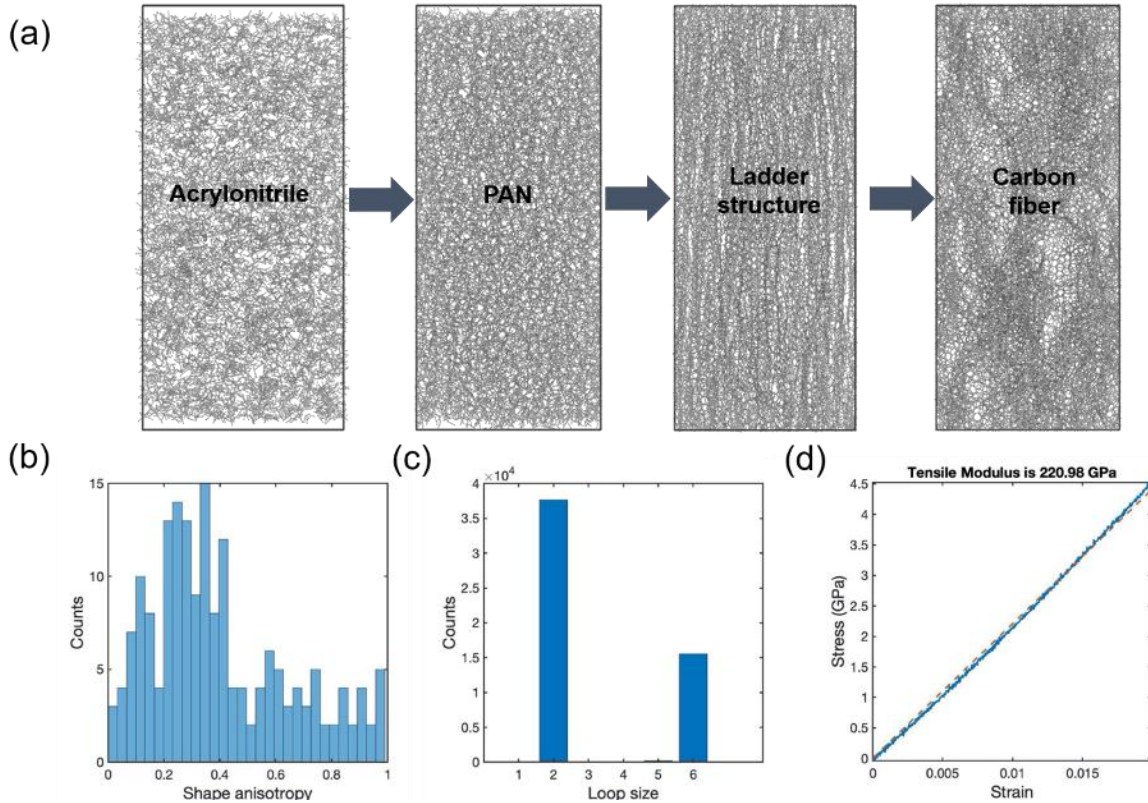 (a)
Acrylonitrile
PAN
Ladder
structure
Carbon
fiber
(b)
15
10
5
0
Counts
0
0.2
0.4
0.6
0.8
1
Shape anisotropy
(c)
×10⁴
4
3.5
3
2.5
2
1.5
1
0.5
0
Counts
1
2
3
4
5
6
Loop size
(d)
Tensile Modulus is 220.98 GPa
4.5
4
3.5
3
2.5
2
1.5
1
0.5
0
Stress (GPa)
0
0.005
0.01
0.015
Strain